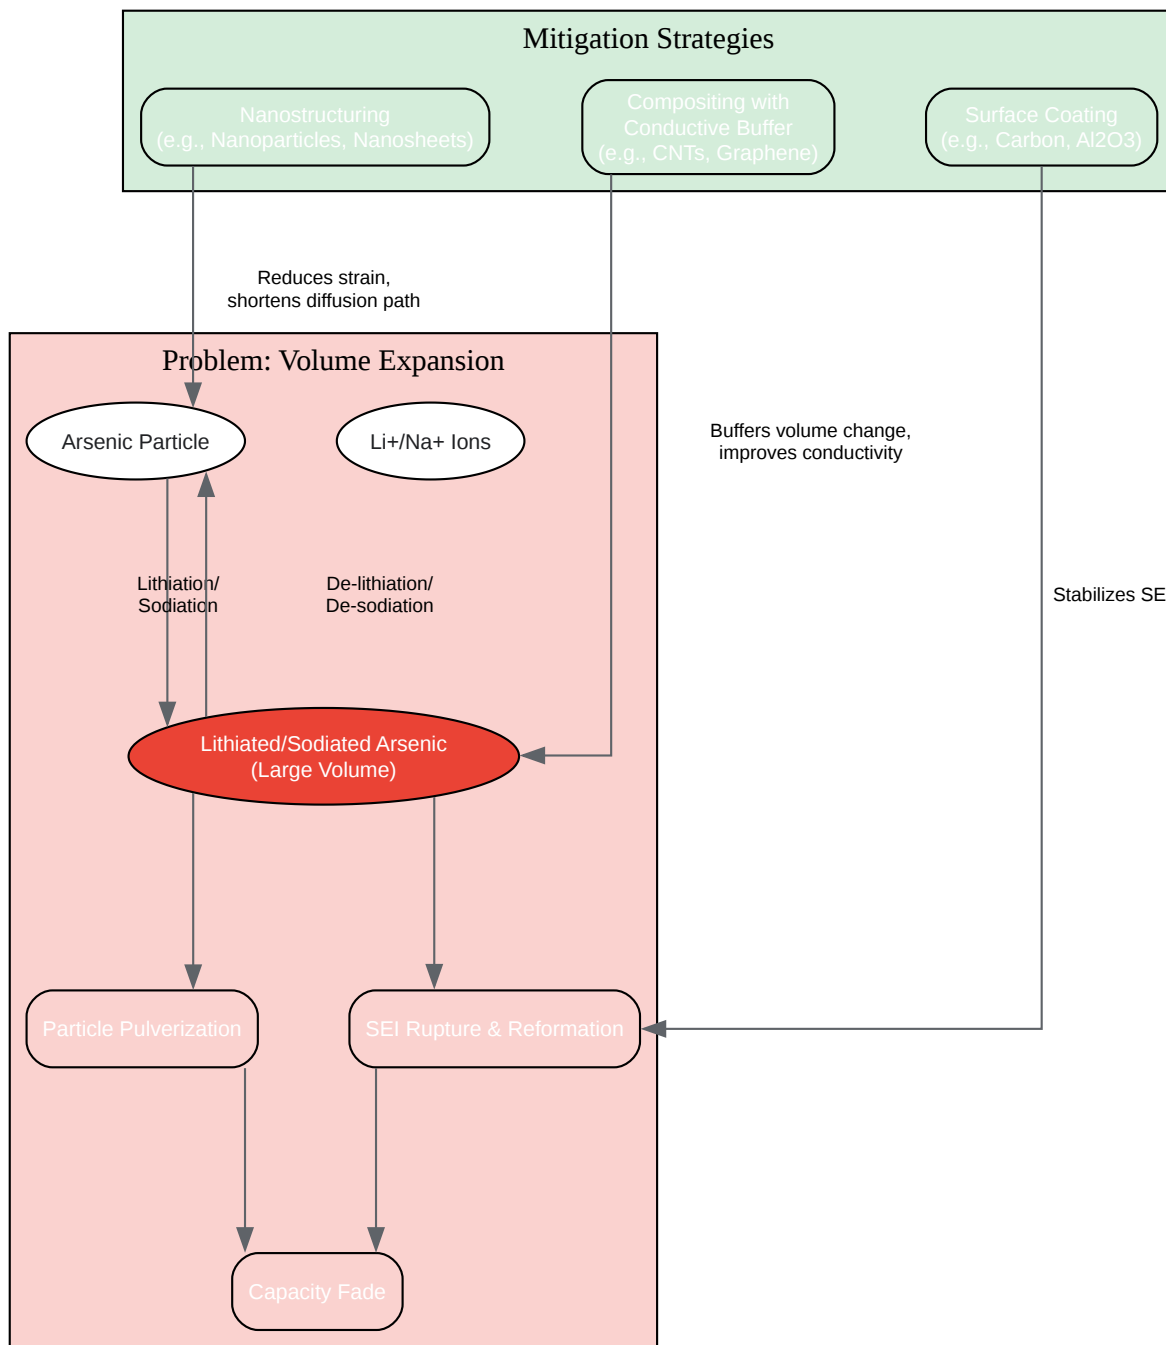 Mitigation Strategies
Nanostructuring
(e.g., Nanoparticles, Nanosheets)
Compositing with
Conductive Buffer
(e.g., CNTs, Graphene)
Surface Coating
(e.g., Carbon, Al2O3)
Reduces strain,
shortens diffusion path
Problem: Volume Expansion
Arsenic Particle
Li+/Na+ Ions
Buffers volume change,
improves conductivity
Lithiation/
Sodiation
De-lithiation/
De-sodiation
Stabilizes SE
Lithiated/Sodiated Arsenic
(Large Volume)
Particle Pulverization
SEI Rupture & Reformation
Capacity Fade